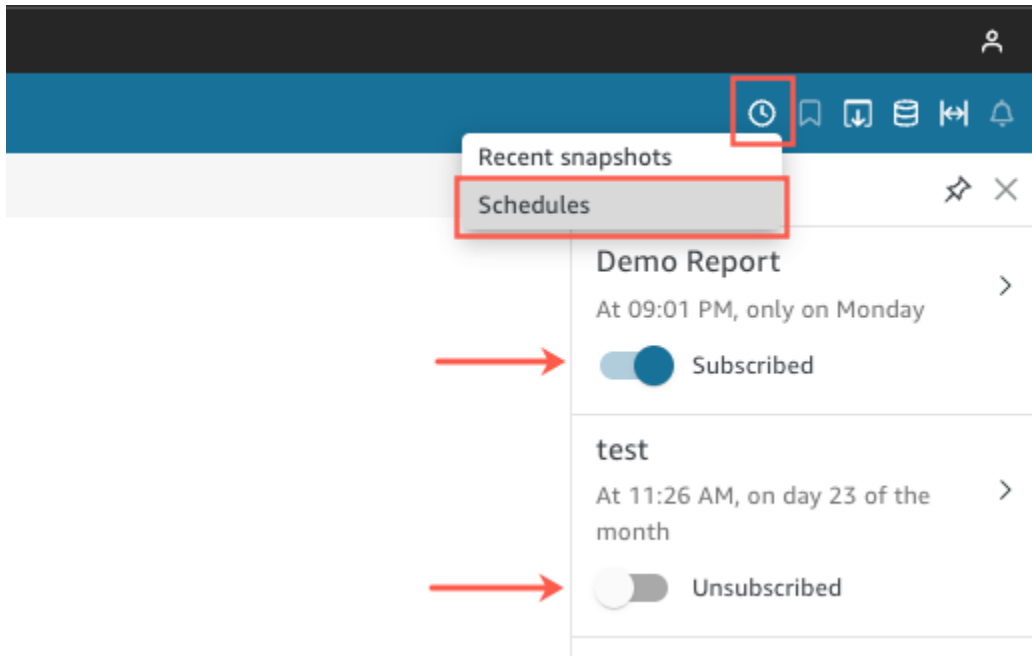 Recent snapshots
Schedules
Demo Report
At 09:01 PM, only on Monday
Subscribed
test
At 11:26 AM, on day 23 of the
month
Unsubscribed